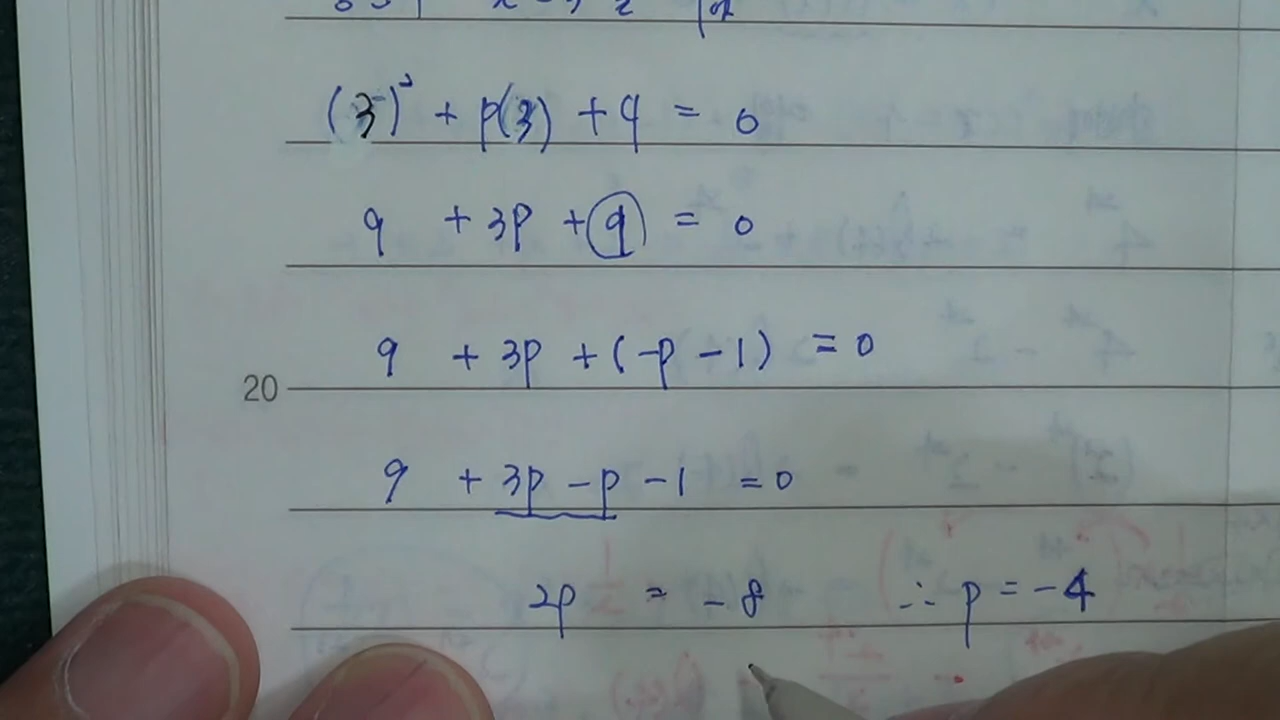 (3)² + p(3) + q = 0
9 + 3p + q = 0
9 + 3p + (-p - 1) = 0
20
9 + 3p - p - 1 = 0
2p = -8 ∴ p = -4